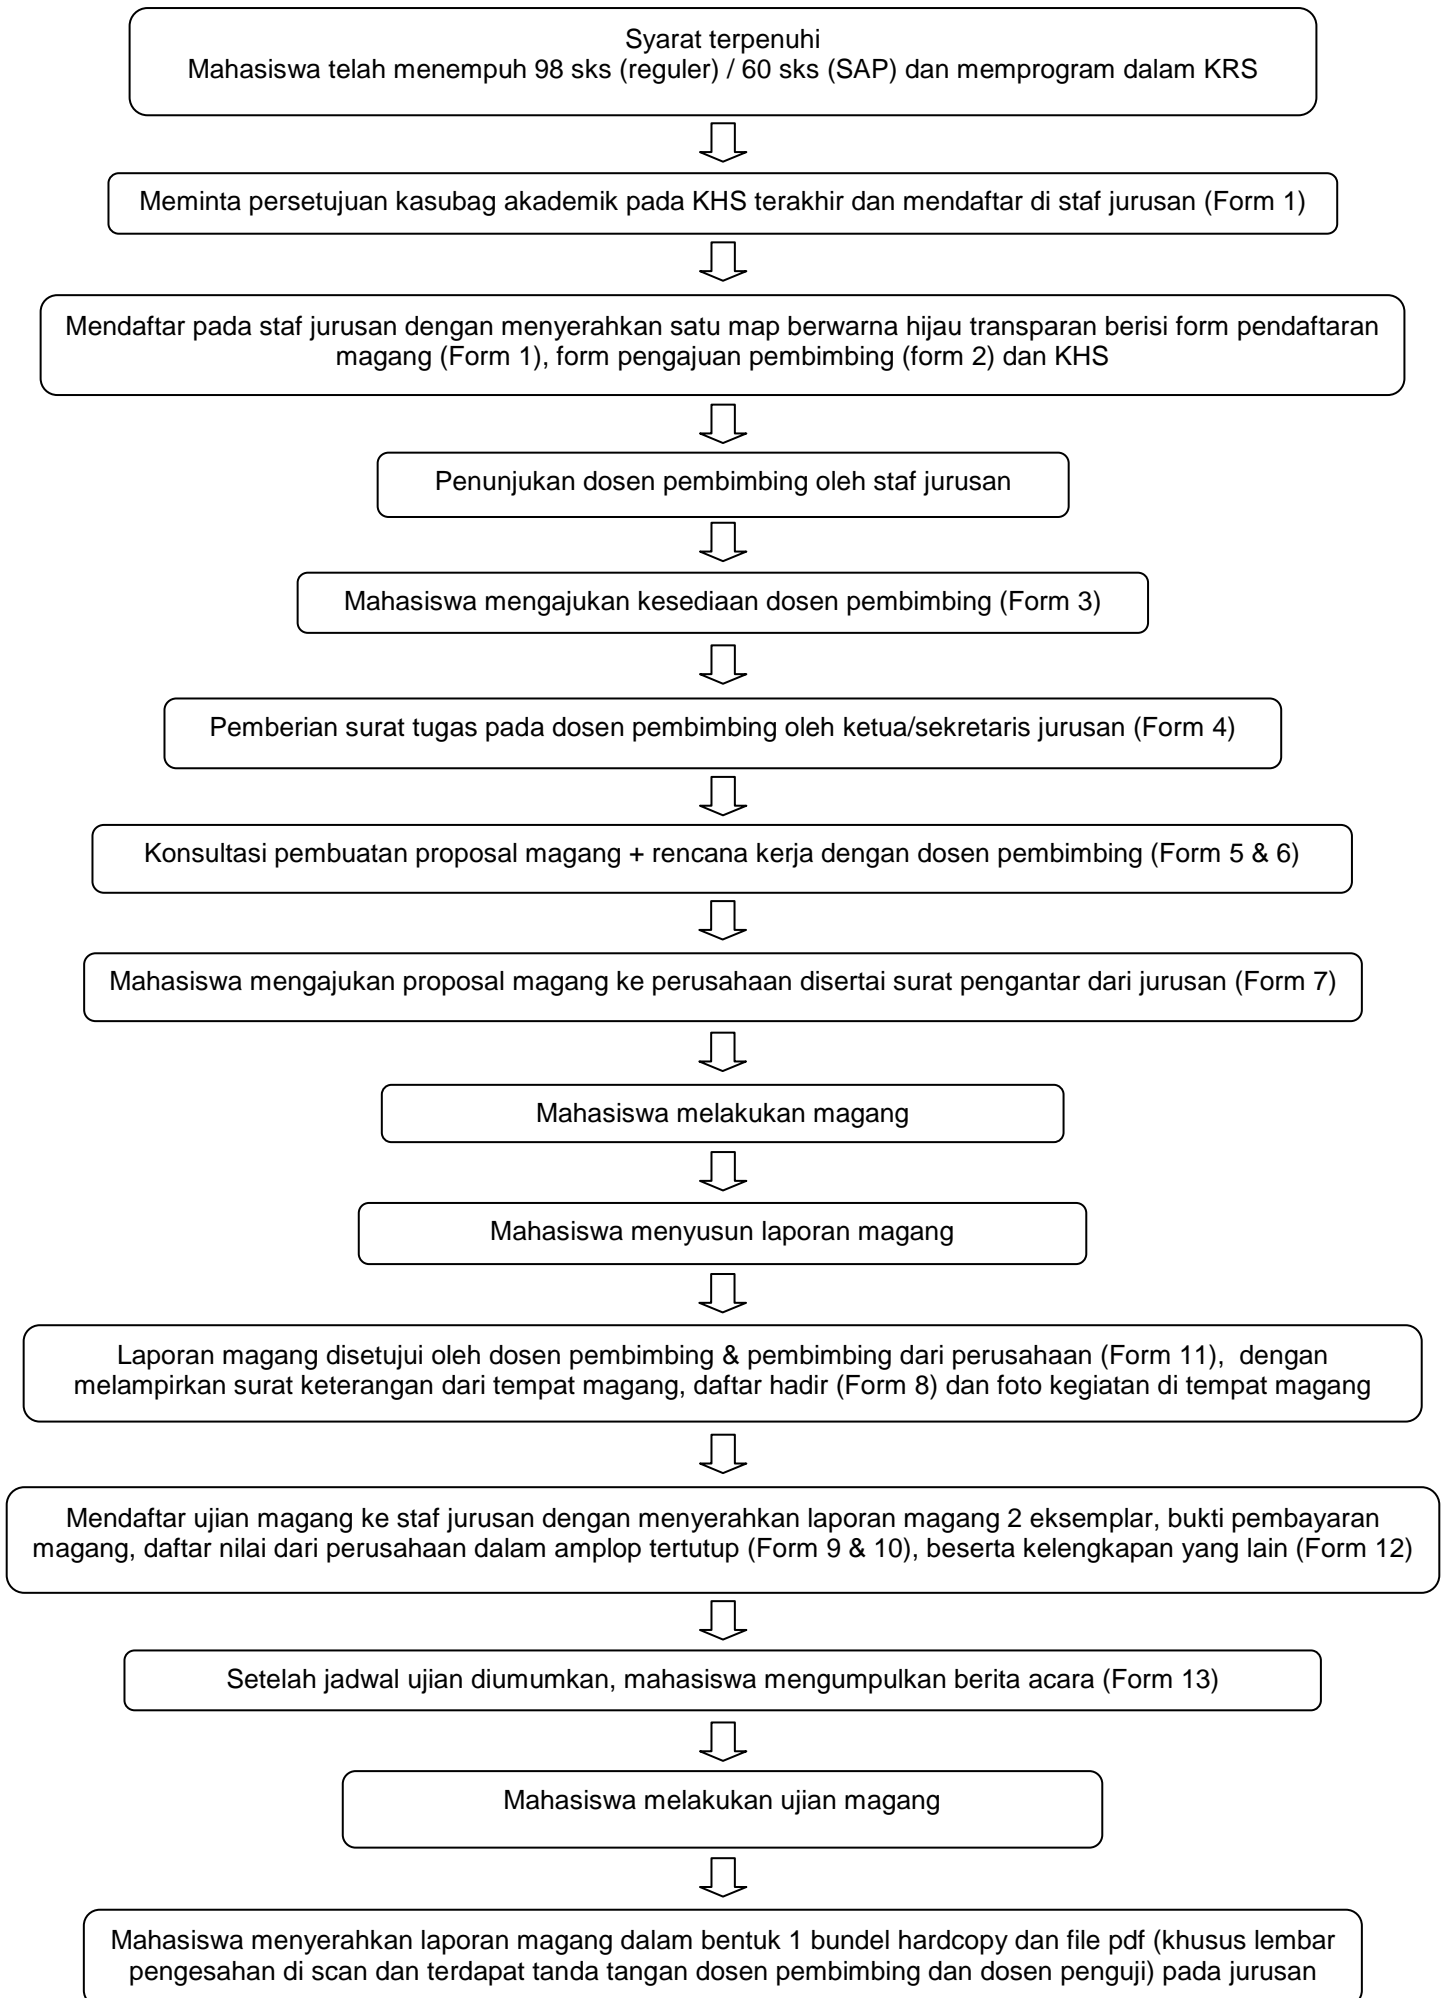 Syarat terpenuhi
Mahasiswa telah menempuh 98 sks (reguler) / 60 sks (SAP) dan memprogram dalam KRS
Meminta persetujuan kasubag akademik pada KHS terakhir dan mendaftar di staf jurusan (Form 1)
Mendaftar pada staf jurusan dengan menyerahkan satu map berwarna hijau transparan berisi form pendaftaran
magang (Form 1), form pengajuan pembimbing (form 2) dan KHS
Penunjukan dosen pembimbing oleh staf jurusan
Mahasiswa mengajukan kesediaan dosen pembimbing (Form 3)
Pemberian surat tugas pada dosen pembimbing oleh ketua/sekretaris jurusan (Form 4)
Konsultasi pembuatan proposal magang + rencana kerja dengan dosen pembimbing (Form 5 & 6)
Mahasiswa mengajukan proposal magang ke perusahaan disertai surat pengantar dari jurusan (Form 7)
Mahasiswa melakukan magang
Mahasiswa menyusun laporan magang
Laporan magang disetujui oleh dosen pembimbing & pembimbing dari perusahaan (Form 11), dengan
melampirkan surat keterangan dari tempat magang, daftar hadir (Form 8) dan foto kegiatan di tempat magang
Mendaftar ujian magang ke staf jurusan dengan menyerahkan laporan magang 2 eksemplar, bukti pembayaran
magang, daftar nilai dari perusahaan dalam amplop tertutup (Form 9 & 10), beserta kelengkapan yang lain (Form 12)
Setelah jadwal ujian diumumkan, mahasiswa mengumpulkan berita acara (Form 13)
Mahasiswa melakukan ujian magang
Mahasiswa menyerahkan laporan magang dalam bentuk 1 bundel hardcopy dan file pdf (khusus lembar
pengesahan di scan dan terdapat tanda tangan dosen pembimbing dan dosen penguji) pada jurusan